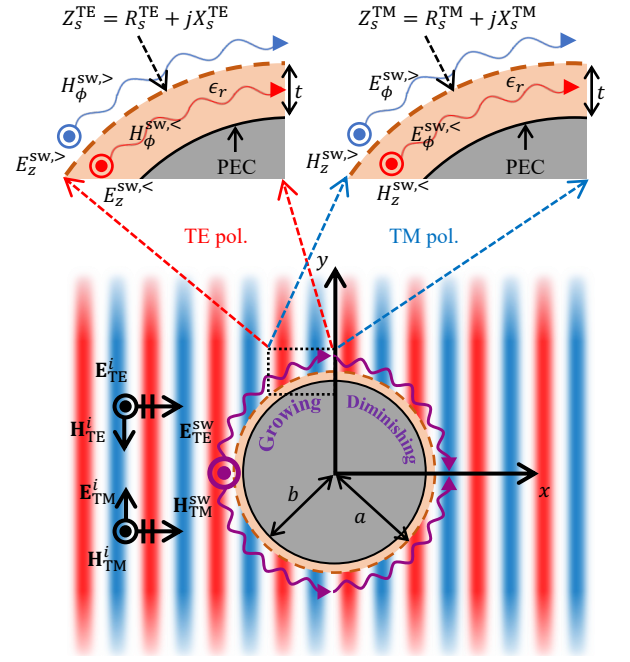 Z_s^TE = R_s^TE + jX_s^TE
Z_s^TM = R_s^TM + jX_s^TM
H_ϕ^sw,>
ϵ_r
t
H_ϕ^sw,<
E_z^sw,>
E_z^sw,<
PEC
E_ϕ^sw,>
ϵ_r
t
E_ϕ^sw,<
H_z^sw,>
H_z^sw,<
PEC
TE pol.
TM pol.
y
E_TE^i
H_TE^i
E_TE^sw
Growing
Diminishing
E_TM^i
H_TM^sw
H_TM^i
b
a
x